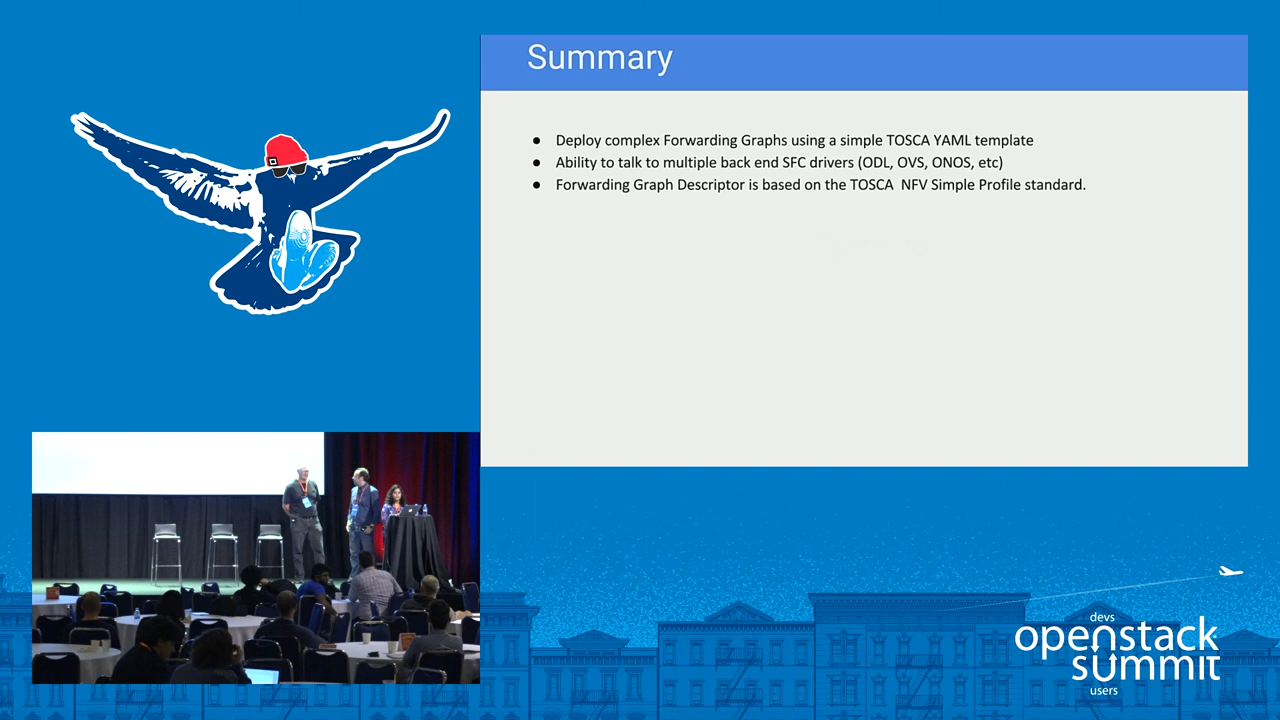 Summary
● Deploy complex Forwarding Graphs using a simple TOSCA YAML template
● Ability to talk to multiple back end SFC drivers (ODL, OVS, ONOS, etc)
● Forwarding Graph Descriptor is based on the TOSCA NFV Simple Profile standard.
devs
openstack
summit
users